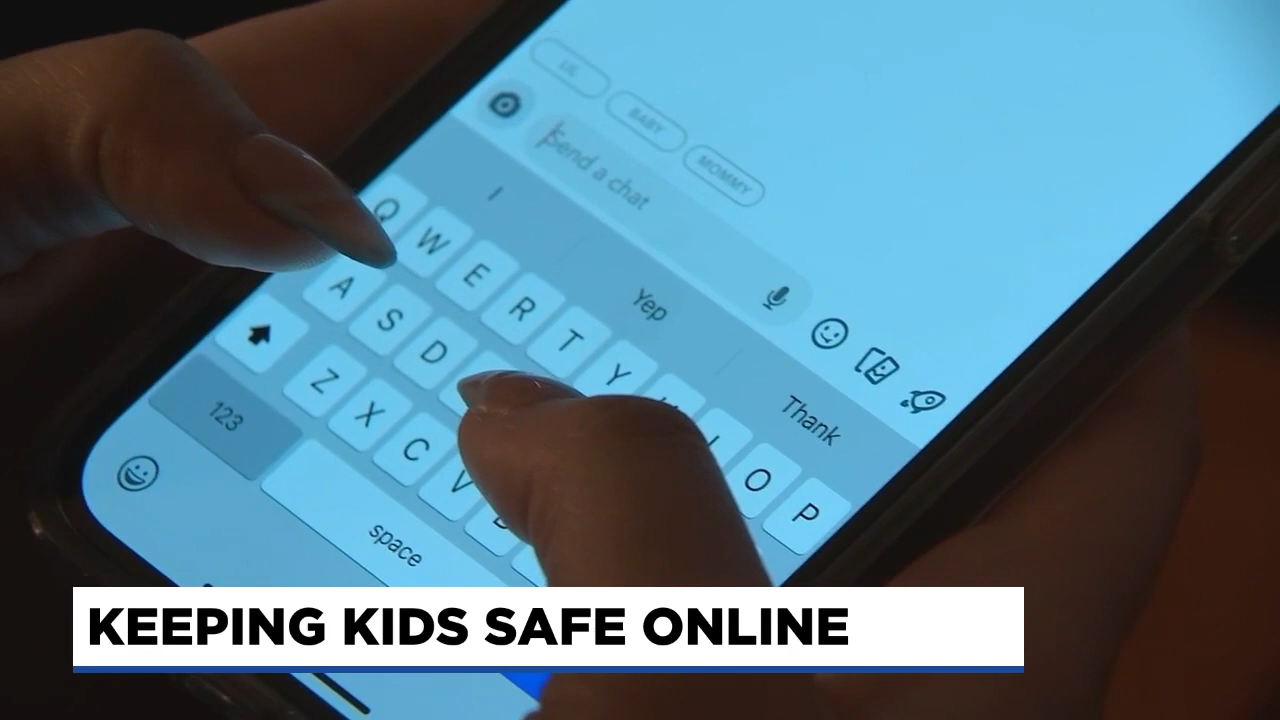 LIL
BABY
MOMMY
Send a chat
I
Yep
Thank
Q W E R T Y I O P
A S D
Z X C V B
123
space
KEEPING KIDS SAFE ONLINE